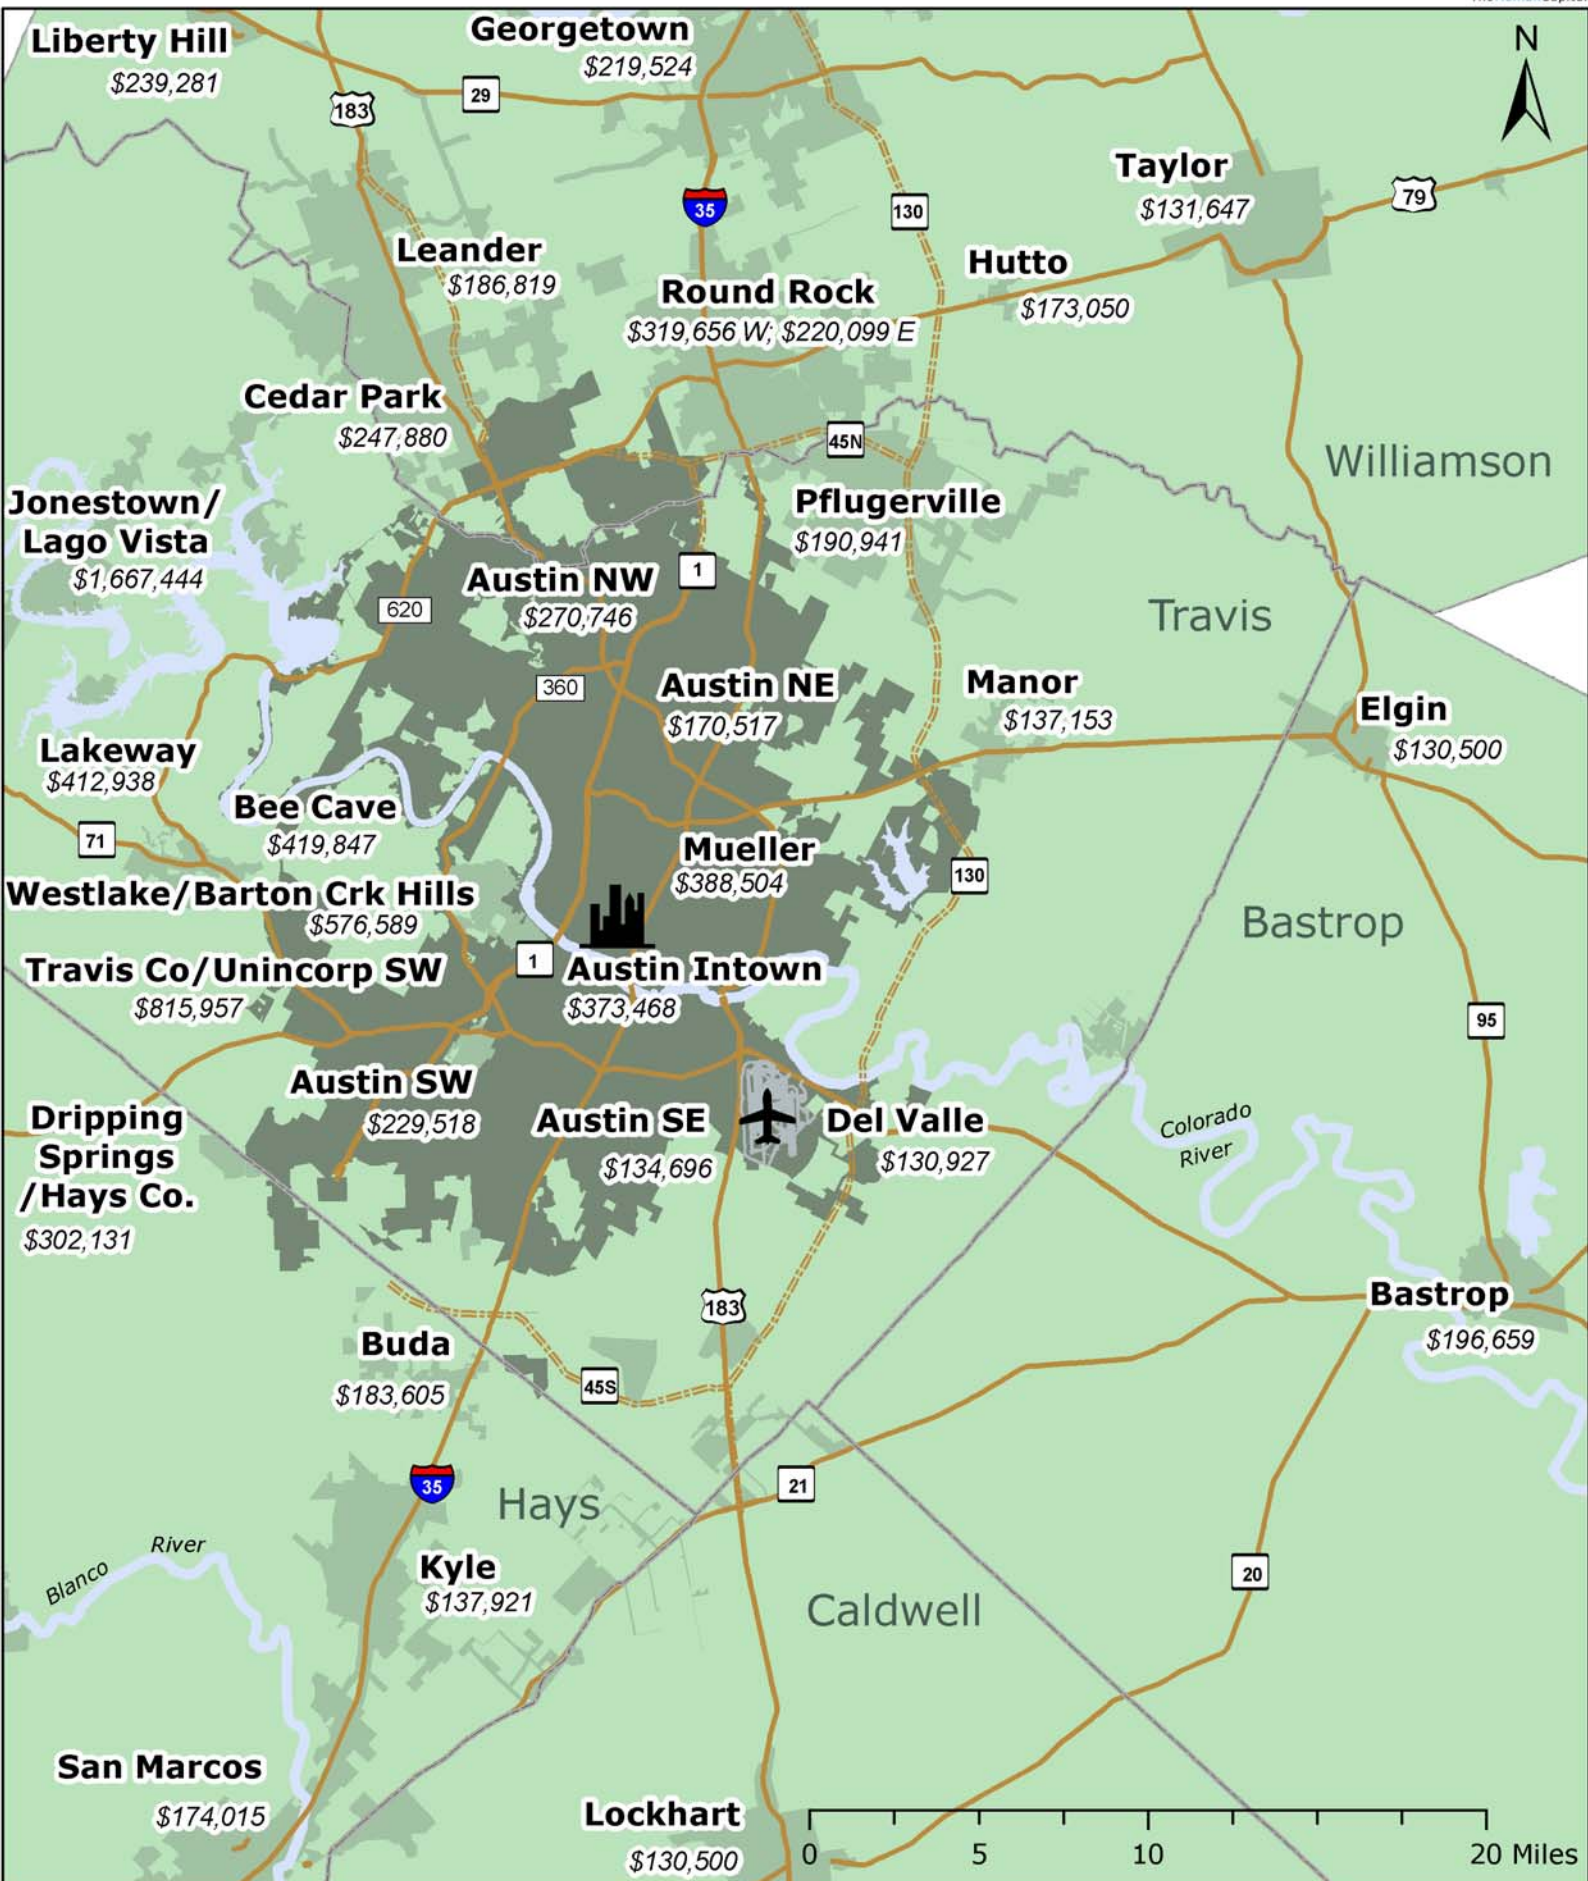 Liberty Hill
$239,281
Georgetown
$219,524
N
29
183
35
130
Taylor
$131,647
79
Leander
$186,819
Hutto
$173,050
Round Rock
$319,656 W; $220,099 E
Cedar Park
$247,880
45N
Williamson
Jonestown/
Lago Vista
$1,667,444
Pflugerville
$190,941
Austin NW
$270,746
1
620
Travis
360
Austin NE
$170,517
Manor
$137,153
Elgin
$130,500
Lakeway
$412,938
Bee Cave
$419,847
71
Mueller
$388,504
130
Westlake/Barton Crk Hills
$576,589
Bastrop
Travis Co/Unincorp SW
$815,957
1
Austin Intown
$373,468
95
Austin SW
$229,518
Dripping
Springs
/Hays Co.
$302,131
Austin SE
$134,696
Del Valle
$130,927
Colorado
River
183
Bastrop
$196,659
Buda
$183,605
45S
35
21
Hays
Blanco
River
Kyle
$137,921
20
Caldwell
San Marcos
$174,015
Lockhart
$130,500
0 5 10 20 Miles